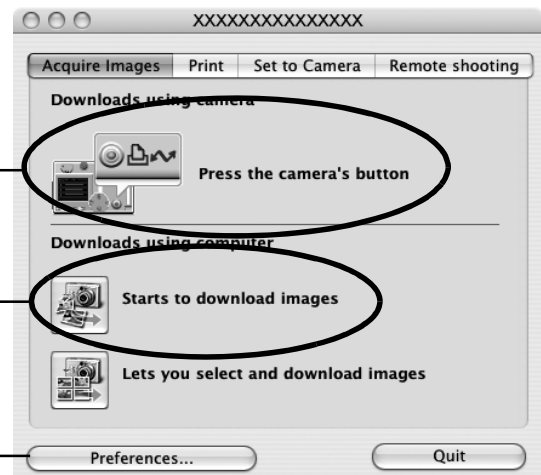 XXXXXXXXXXXXXXX
Acquire Images Print Set to Camera Remote shooting
Downloads using camera
Press the camera's button
Downloads using computer
Starts to download images
Lets you select and download images
Preferences... Quit